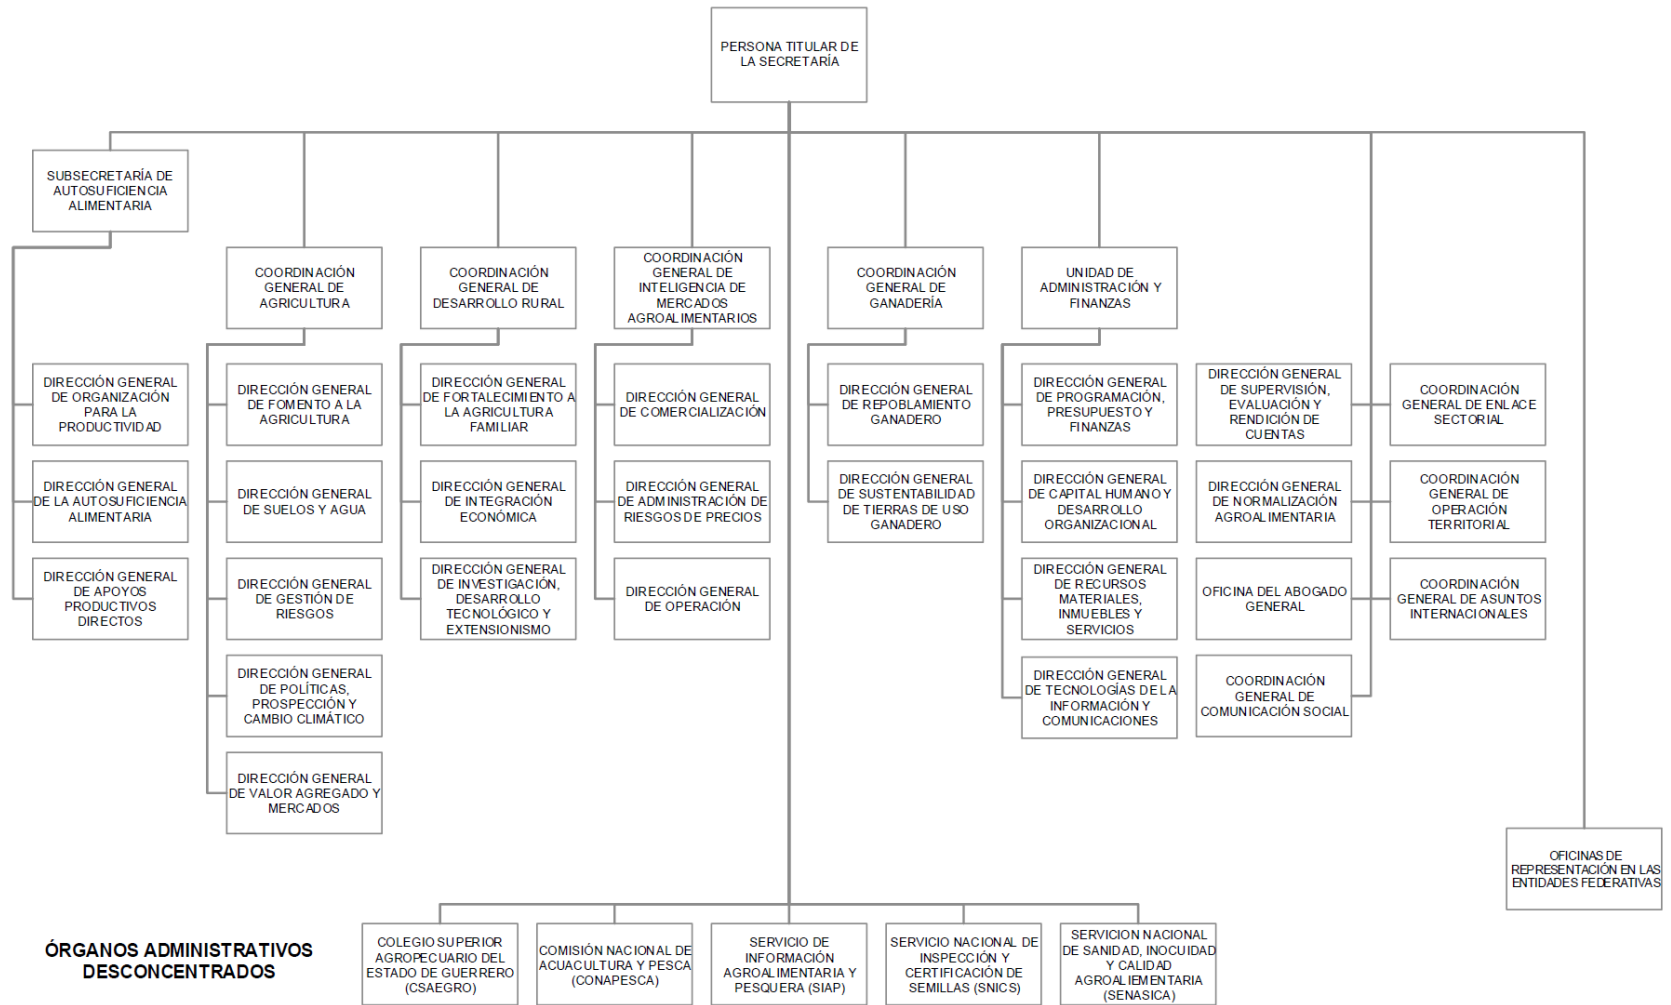 PERSONA TITULAR DE
LA SECRETARÍA
SUBSECRETARÍA DE
AUTOSUFICIENCIA
ALIMENTARIA
COORDINACIÓN
GENERAL DE
AGRICULTURA
COORDINACIÓN
GENERAL DE
DESARROLLO RURAL
COORDINACIÓN
GENERAL DE
INTELIGENCIA DE
MERCADOS
AGROALIMENTARIOS
COORDINACIÓN
GENERAL DE
GANADERÍA
UNIDAD DE
ADMINISTRACIÓN Y
FINANZAS
DIRECCIÓN GENERAL
DE ORGANIZACIÓN
PARA LA
PRODUCTIVIDAD
DIRECCIÓN GENERAL
DE FOMENTO A LA
AGRICULTURA
DIRECCIÓN GENERAL
DE FORTALECIMIENTO A
LA AGRICULTURA
FAMILIAR
DIRECCIÓN GENERAL
DE COMERCIALIZACIÓN
DIRECCIÓN GENERAL
DE REPOBLAMIENTO
GANADERO
DIRECCIÓN GENERAL
DE PROGRAMACIÓN,
PRESUPUESTO Y
FINANZAS
DIRECCIÓN GENERAL
DE SUPERVISIÓN,
EVALUACIÓN Y
RENDICIÓN DE
CUENTAS
COORDINACIÓN
GENERAL DE ENLACE
SECTORIAL
DIRECCIÓN GENERAL
DE LA AUTOSUFICIENCIA
ALIMENTARIA
DIRECCIÓN GENERAL
DE SUELOS Y AGUA
DIRECCIÓN GENERAL
DE INTEGRACIÓN
ECONÓMICA
DIRECCIÓN GENERAL
DE ADMINISTRACIÓN DE
RIESGOS DE PRECIOS
DIRECCIÓN GENERAL
DE SUSTENTABILIDAD
DE TIERRAS DE USO
GANADERO
DIRECCIÓN GENERAL
DE CAPITAL HUMANO Y
DESARROLLO
ORGANIZACIONAL
DIRECCIÓN GENERAL
DE NORMALIZACIÓN
AGROALIMENTARIA
COORDINACIÓN
GENERAL DE
OPERACIÓN
TERRITORIAL
DIRECCIÓN GENERAL
DE APOYOS
PRODUCTIVOS
DIRECTOS
DIRECCIÓN GENERAL
DE GESTIÓN DE
RIESGOS
DIRECCIÓN GENERAL
DE INVESTIGACIÓN,
DESARROLLO
TECNOLÓGICO Y
EXTENSIONISMO
DIRECCIÓN GENERAL
DE OPERACIÓN
DIRECCIÓN GENERAL
DE RECURSOS
MATERIALES,
INMUEBLES Y
SERVICIOS
OFICINA DEL ABOGADO
GENERAL
COORDINACIÓN
GENERAL DE ASUNTOS
INTERNACIONALES
DIRECCIÓN GENERAL
DE POLÍTICAS,
PROSPECCIÓN Y
CAMBIO CLIMÁTICO
DIRECCIÓN GENERAL
DE TECNOLOGÍAS DE LA
INFORMACIÓN Y
COMUNICACIONES
COORDINACIÓN
GENERAL DE
COMUNICACIÓN SOCIAL
DIRECCIÓN GENERAL
DE VALOR AGREGADO Y
MERCADOS
OFICINAS DE
REPRESENTACIÓN EN LAS
ENTIDADES FEDERATIVAS
ÓRGANOS ADMINISTRATIVOS
DESCONCENTRADOS
COLEGIO SUPERIOR
AGROPECUARIO DEL
ESTADO DE GUERRERO
(CSAEGRO)
COMISIÓN NACIONAL DE
ACUACULTURA Y PESCA
(CONAPESCA)
SERVICIO DE
INFORMACIÓN
AGROALIMENTARIA Y
PESQUERA (SIAP)
SERVICIO NACIONAL DE
INSPECCIÓN Y
CERTIFICACIÓN DE
SEMILLAS (SNICS)
SERVICION NACIONAL
DE SANIDAD, INOCUIDAD
Y CALIDAD
AGROALIEMENTARIA
(SENASICA)